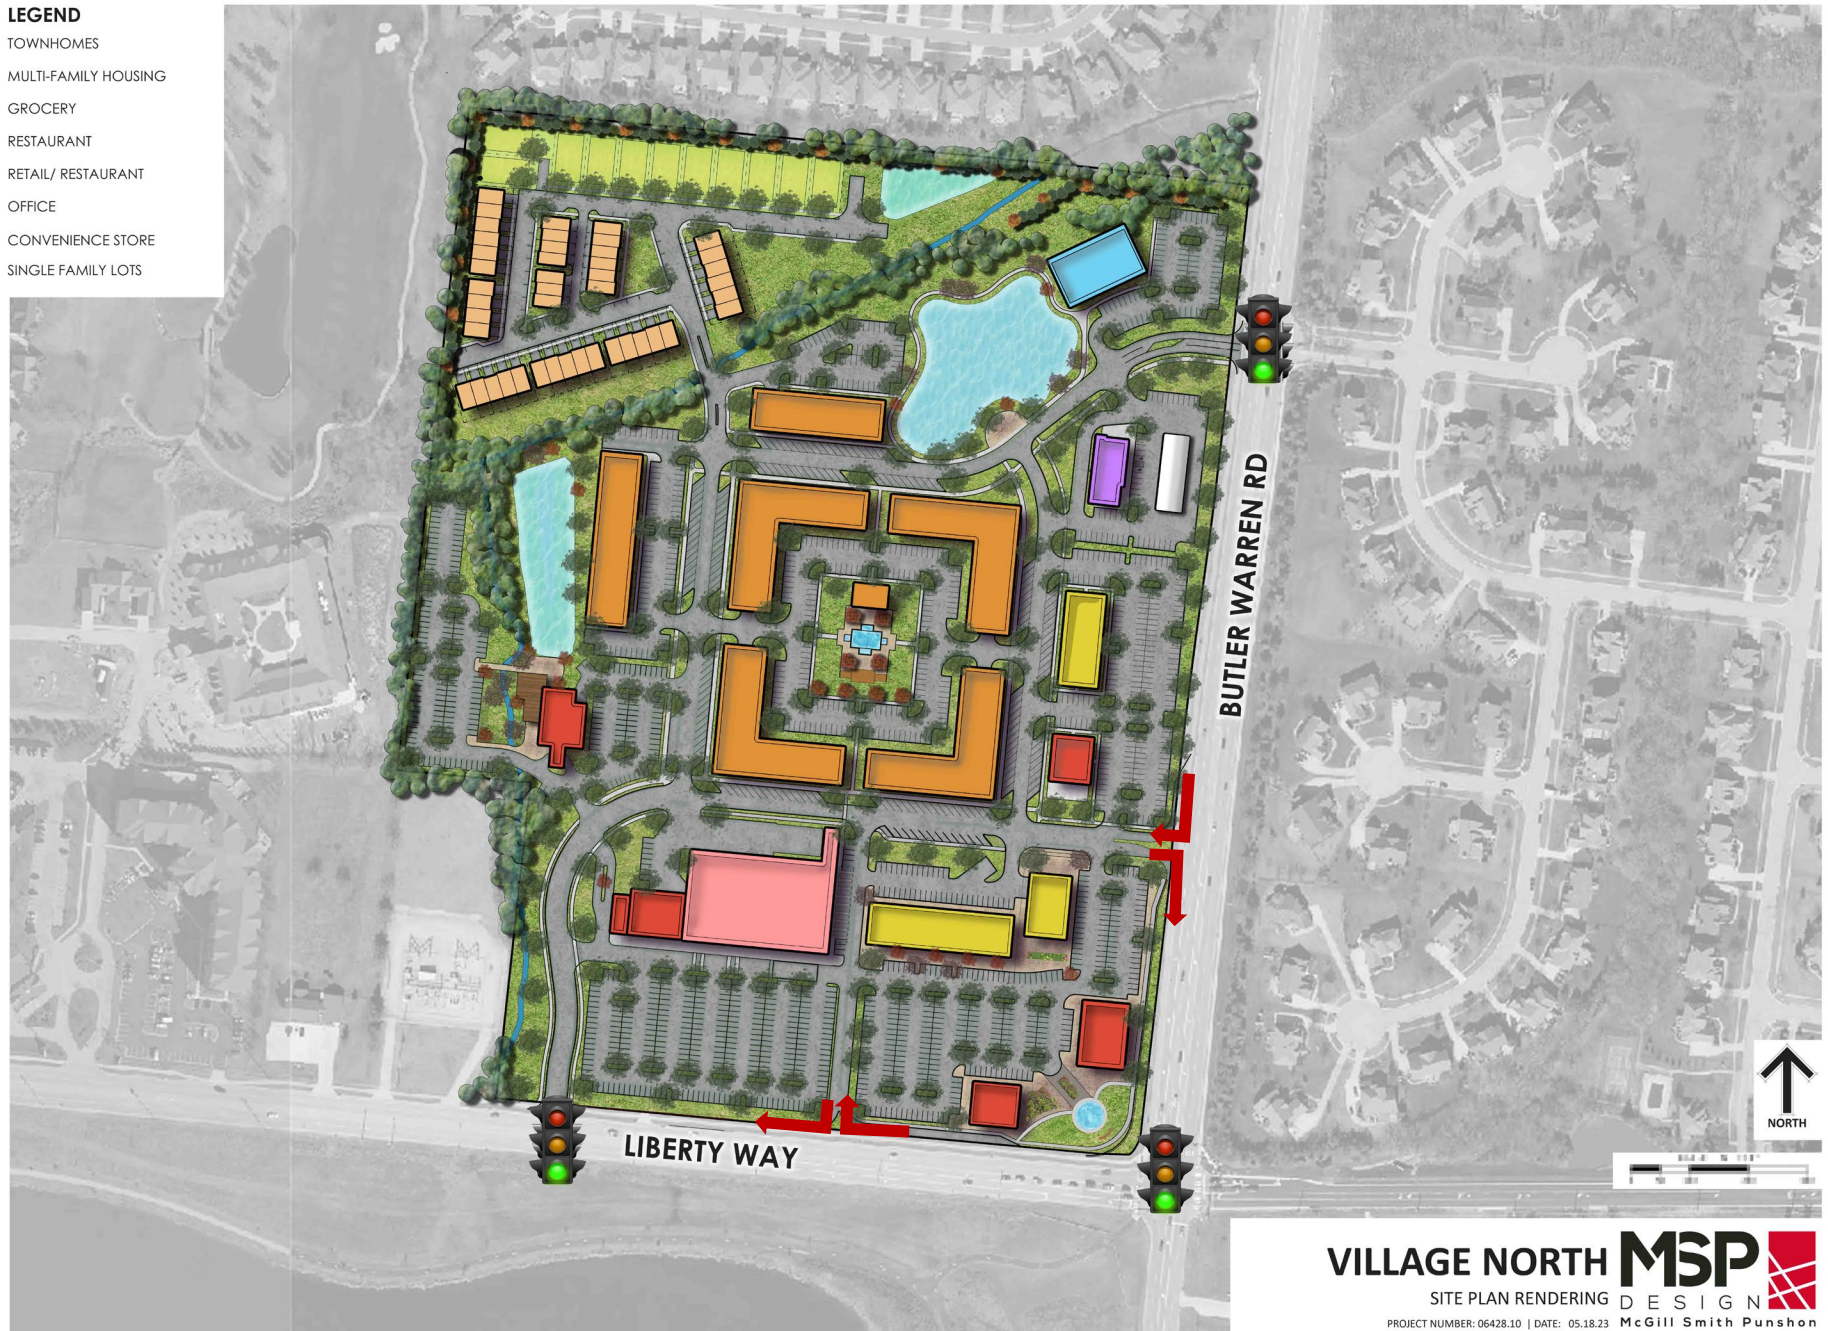 LEGEND
TOWNHOMES
MULTI-FAMILY HOUSING
GROCERY
RESTAURANT
RETAIL/ RESTAURANT
OFFICE
CONVENIENCE STORE
SINGLE FAMILY LOTS
BUTLER WARREN RD
LIBERTY WAY
NORTH
VILLAGE NORTH
SITE PLAN RENDERING
PROJECT NUMBER: 06428.10 | DATE: 05.18.23
MSP
DESIGN
McGill Smith Punshon